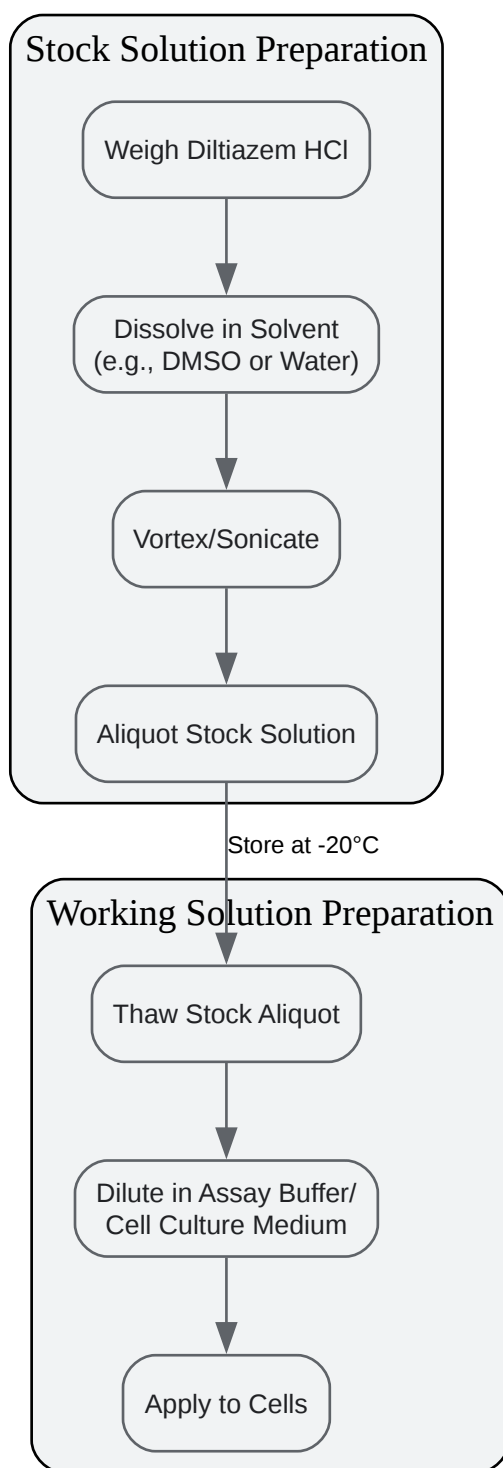 Stock Solution Preparation
Weigh Diltiazem HCl
Dissolve in Solvent
(e.g., DMSO or Water)
Vortex/Sonicate
Aliquot Stock Solution
Store at -20°C
Working Solution Preparation
Thaw Stock Aliquot
Dilute in Assay Buffer/
Cell Culture Medium
Apply to Cells